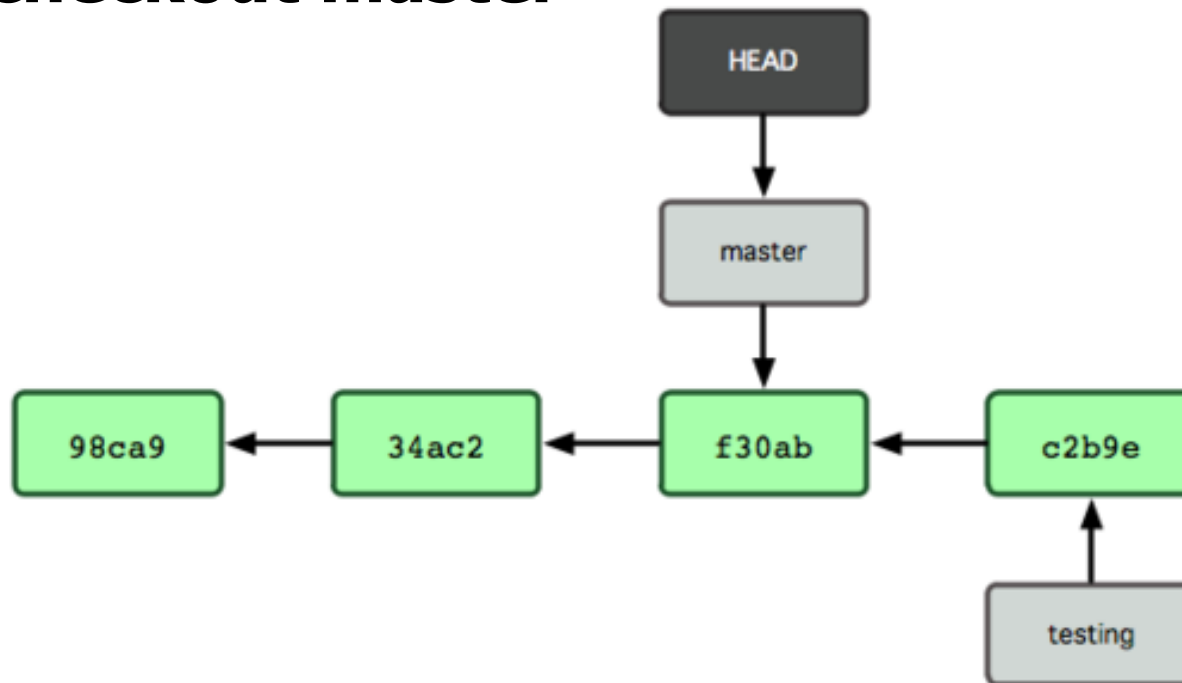 checkout master
HEAD
master
98ca9
34ac2
f30ab
c2b9e
testing